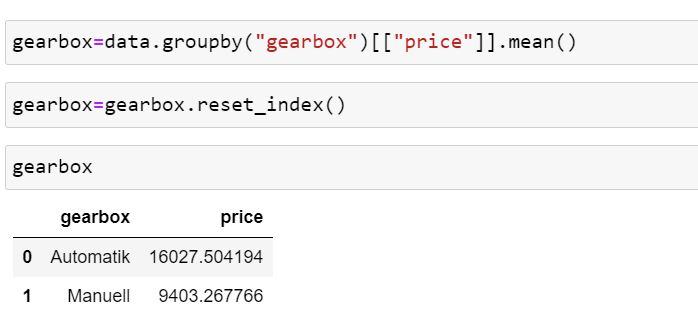 gearbox=data.groupby("gearbox")[["price"]].mean()
gearbox=gearbox.reset_index()
gearbox
gearbox price
0 Automatik 16027.504194
1 Manuell 9403.267766